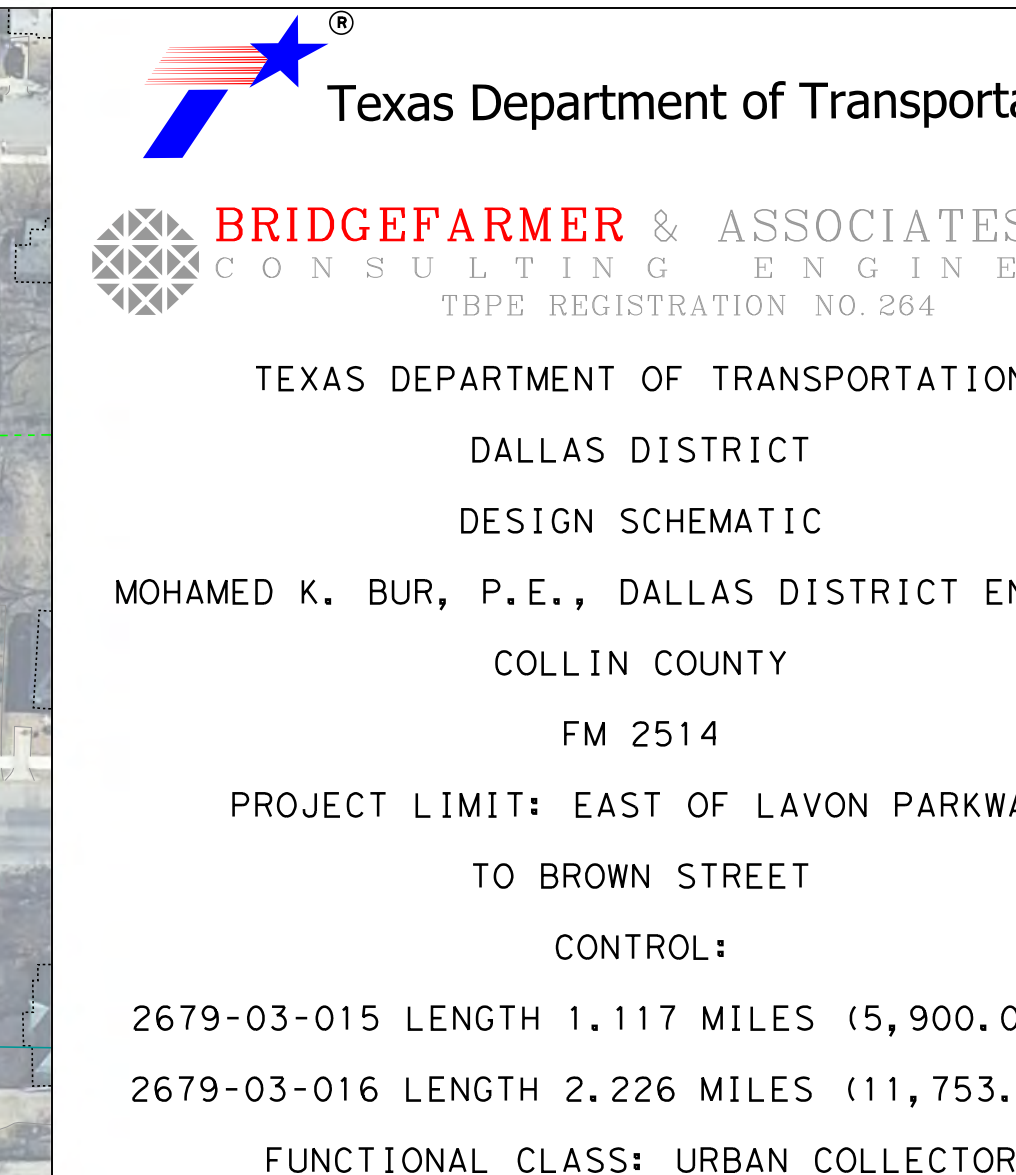 ®
Texas Department of Transporta
BRIDGEFARMER & ASSOCIATES
CONSULTING ENGINE
TBPE REGISTRATION NO. 264
TEXAS DEPARTMENT OF TRANSPORTATION
DALLAS DISTRICT
DESIGN SCHEMATIC
MOHAMED K. BUR, P.E., DALLAS DISTRICT EN
COLLIN COUNTY
FM 2514
PROJECT LIMIT: EAST OF LAVON PARKWA
TO BROWN STREET
CONTROL:
2679-03-015 LENGTH 1.117 MILES (5,900.0
2679-03-016 LENGTH 2.226 MILES (11,753.
FUNCTIONAL CLASS: URBAN COLLECTOR